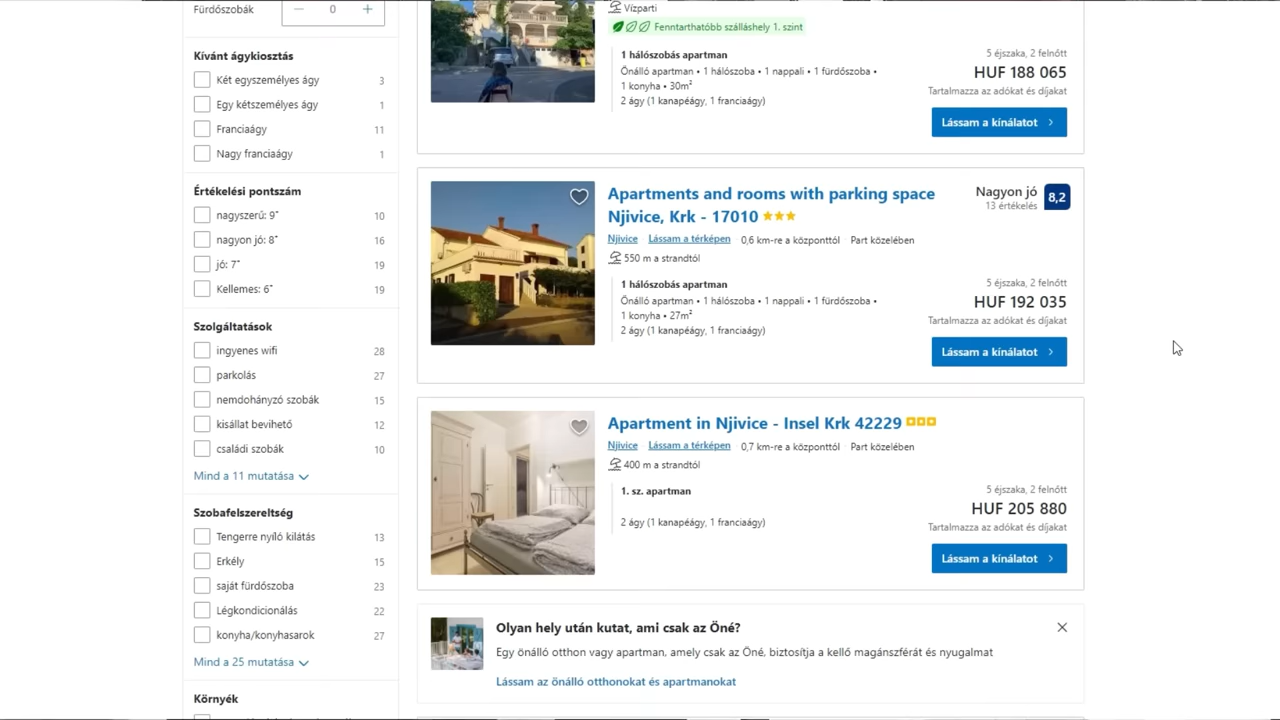 Fürdőszobák
0
Kívánt ágykiosztás
Két egyszemélyes ágy 3
Egy kétszemélyes ágy 1
Franciaágy 11
Nagy franciaágy 1
Értékelési pontszám
nagyszerű: 9⁺ 10
nagyon jó: 8⁺ 16
jó: 7⁺ 19
Kellemes: 6⁺ 19
Szolgáltatások
ingyenes wifi 28
parkolás 27
nemdohányzó szobák 15
kisállat bevihető 12
családi szobák 10
Mind a 11 mutatása
Szobafelszereltség
Tengerre nyíló kilátás 13
Erkély 15
saját fürdőszoba 23
Légkondicionálás 22
konyha/konyhasarok 27
Mind a 25 mutatása
Környék
Vízparti
Fenntarthatóbb szálláshely 1. szint
1 hálószobás apartman
Önálló apartman • 1 hálószoba • 1 nappali • 1 fürdőszoba •
1 konyha • 30m²
2 ágy (1 kanapéágy, 1 franciaágy)
5 éjszaka, 2 felnőtt
HUF 188 065
Tartalmazza az adókat és díjakat
Lássam a kínálatot
Apartments and rooms with parking space
Njivice, Krk - 17010
Nagyon jó 8,2
13 értékelés
Njivice Lássam a térképen 0,6 km-re a központtól · Part közelében
550 m a strandtól
1 hálószobás apartman
Önálló apartman • 1 hálószoba • 1 nappali • 1 fürdőszoba •
1 konyha • 27m²
2 ágy (1 kanapéágy, 1 franciaágy)
5 éjszaka, 2 felnőtt
HUF 192 035
Tartalmazza az adókat és díjakat
Lássam a kínálatot
Apartment in Njivice - Insel Krk 42229
Njivice Lássam a térképen 0,7 km-re a központtól · Part közelében
400 m a strandtól
1. sz. apartman
2 ágy (1 kanapéágy, 1 franciaágy)
5 éjszaka, 2 felnőtt
HUF 205 880
Tartalmazza az adókat és díjakat
Lássam a kínálatot
Olyan hely után kutat, ami csak az Öné?
Egy önálló otthon vagy apartman, amely csak az Öné, biztosítja a kellő magánszférát és nyugalmat
Lássam az önálló otthonokat és apartmanokat